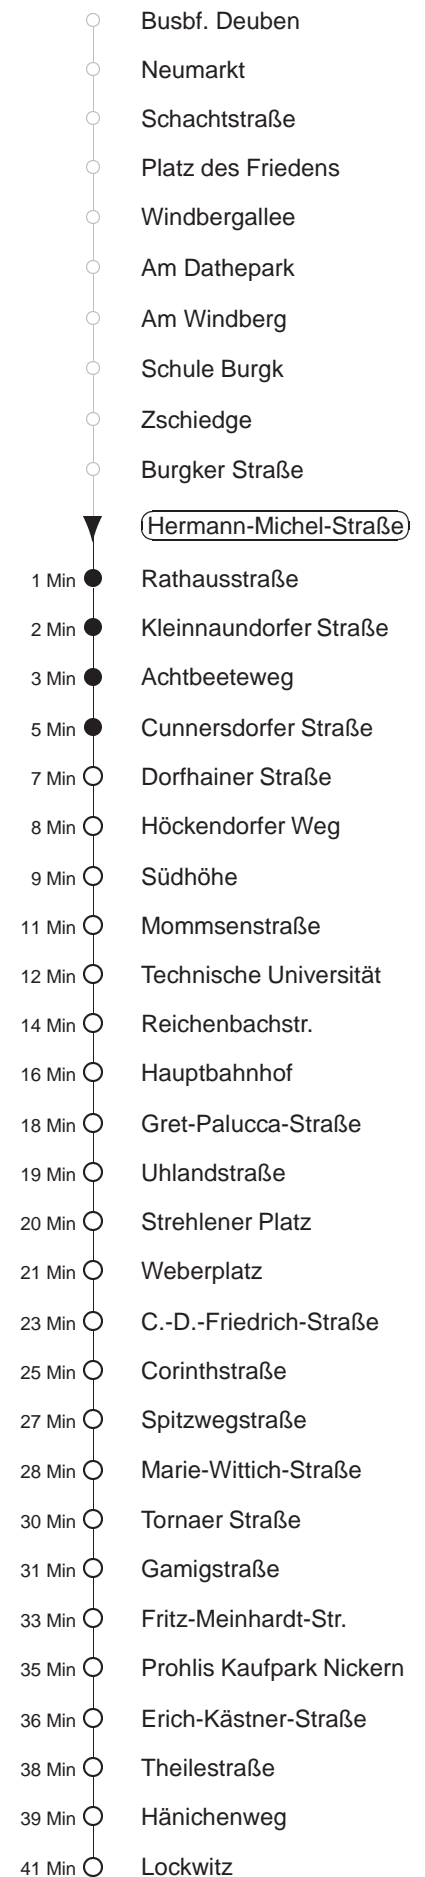 Busbf. Deuben
Neumarkt
Schachtstraße
Platz des Friedens
Windbergallee
Am Dathepark
Am Windberg
Schule Burgk
Zschiedge
Burgker Straße
Hermann-Michel-Straße
1 Min Rathausstraße
2 Min Kleinnaundorfer Straße
3 Min Achtbeeteweg
5 Min Cunnersdorfer Straße
7 Min Dorfhainer Straße
8 Min Höckendorfer Weg
9 Min Südhöhe
11 Min Mommsenstraße
12 Min Technische Universität
14 Min Reichenbachstr.
16 Min Hauptbahnhof
18 Min Gret-Palucca-Straße
19 Min Uhlandstraße
20 Min Strehlener Platz
21 Min Weberplatz
23 Min C.-D.-Friedrich-Straße
25 Min Corinthstraße
27 Min Spitzwegstraße
28 Min Marie-Wittich-Straße
30 Min Tornaer Straße
31 Min Gamigstraße
33 Min Fritz-Meinhardt-Str.
35 Min Prohlis Kaufpark Nickern
36 Min Erich-Kästner-Straße
38 Min Theilestraße
39 Min Hänichenweg
41 Min Lockwitz